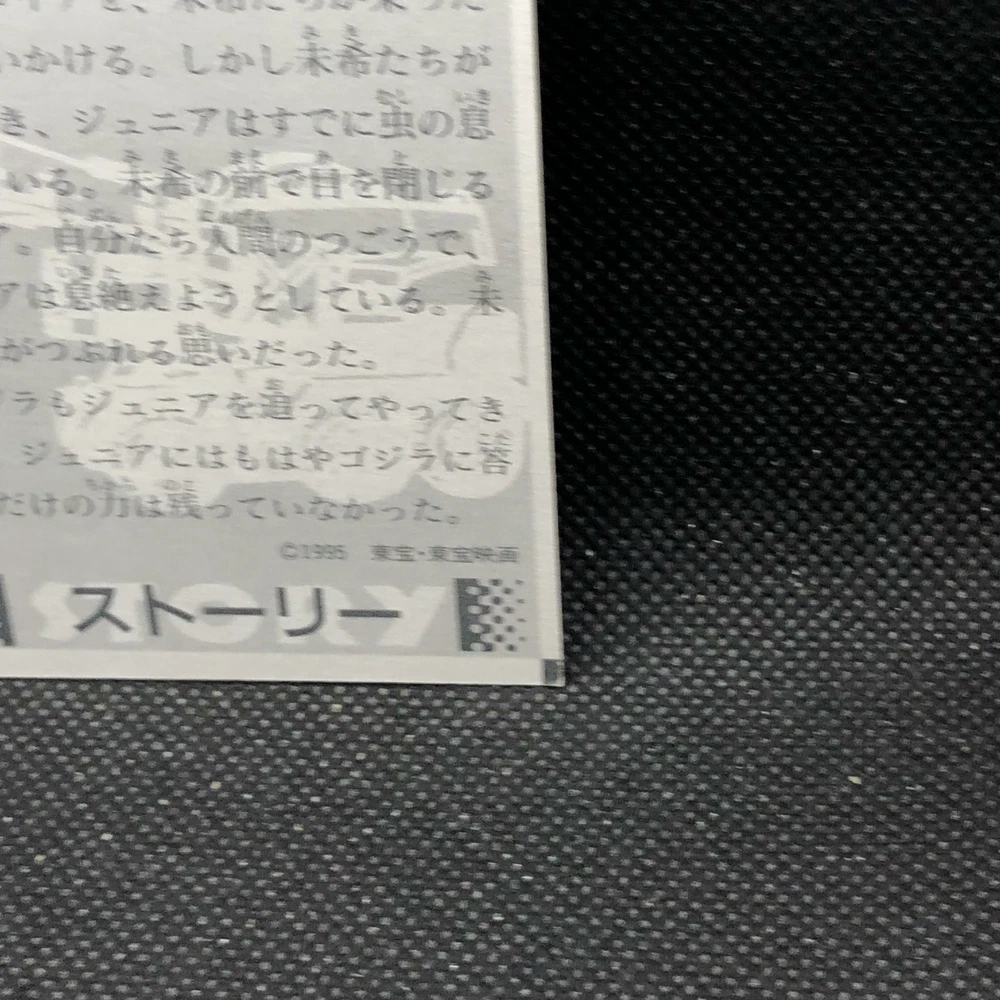 いかける。しかし未希たちが
き、ジュニアはすでに虫の息
いる。未希の前で目を閉じる
。自分たち人間のつごうで、
アは息絶えようとしている。未
がつぶれる思いだった。
ラもジュニアを追ってやってき
ジュニアにはもはやゴジラに答
だけの力は残っていなかった。
©1995 東宝・東宝映画
STORY
ストーリー